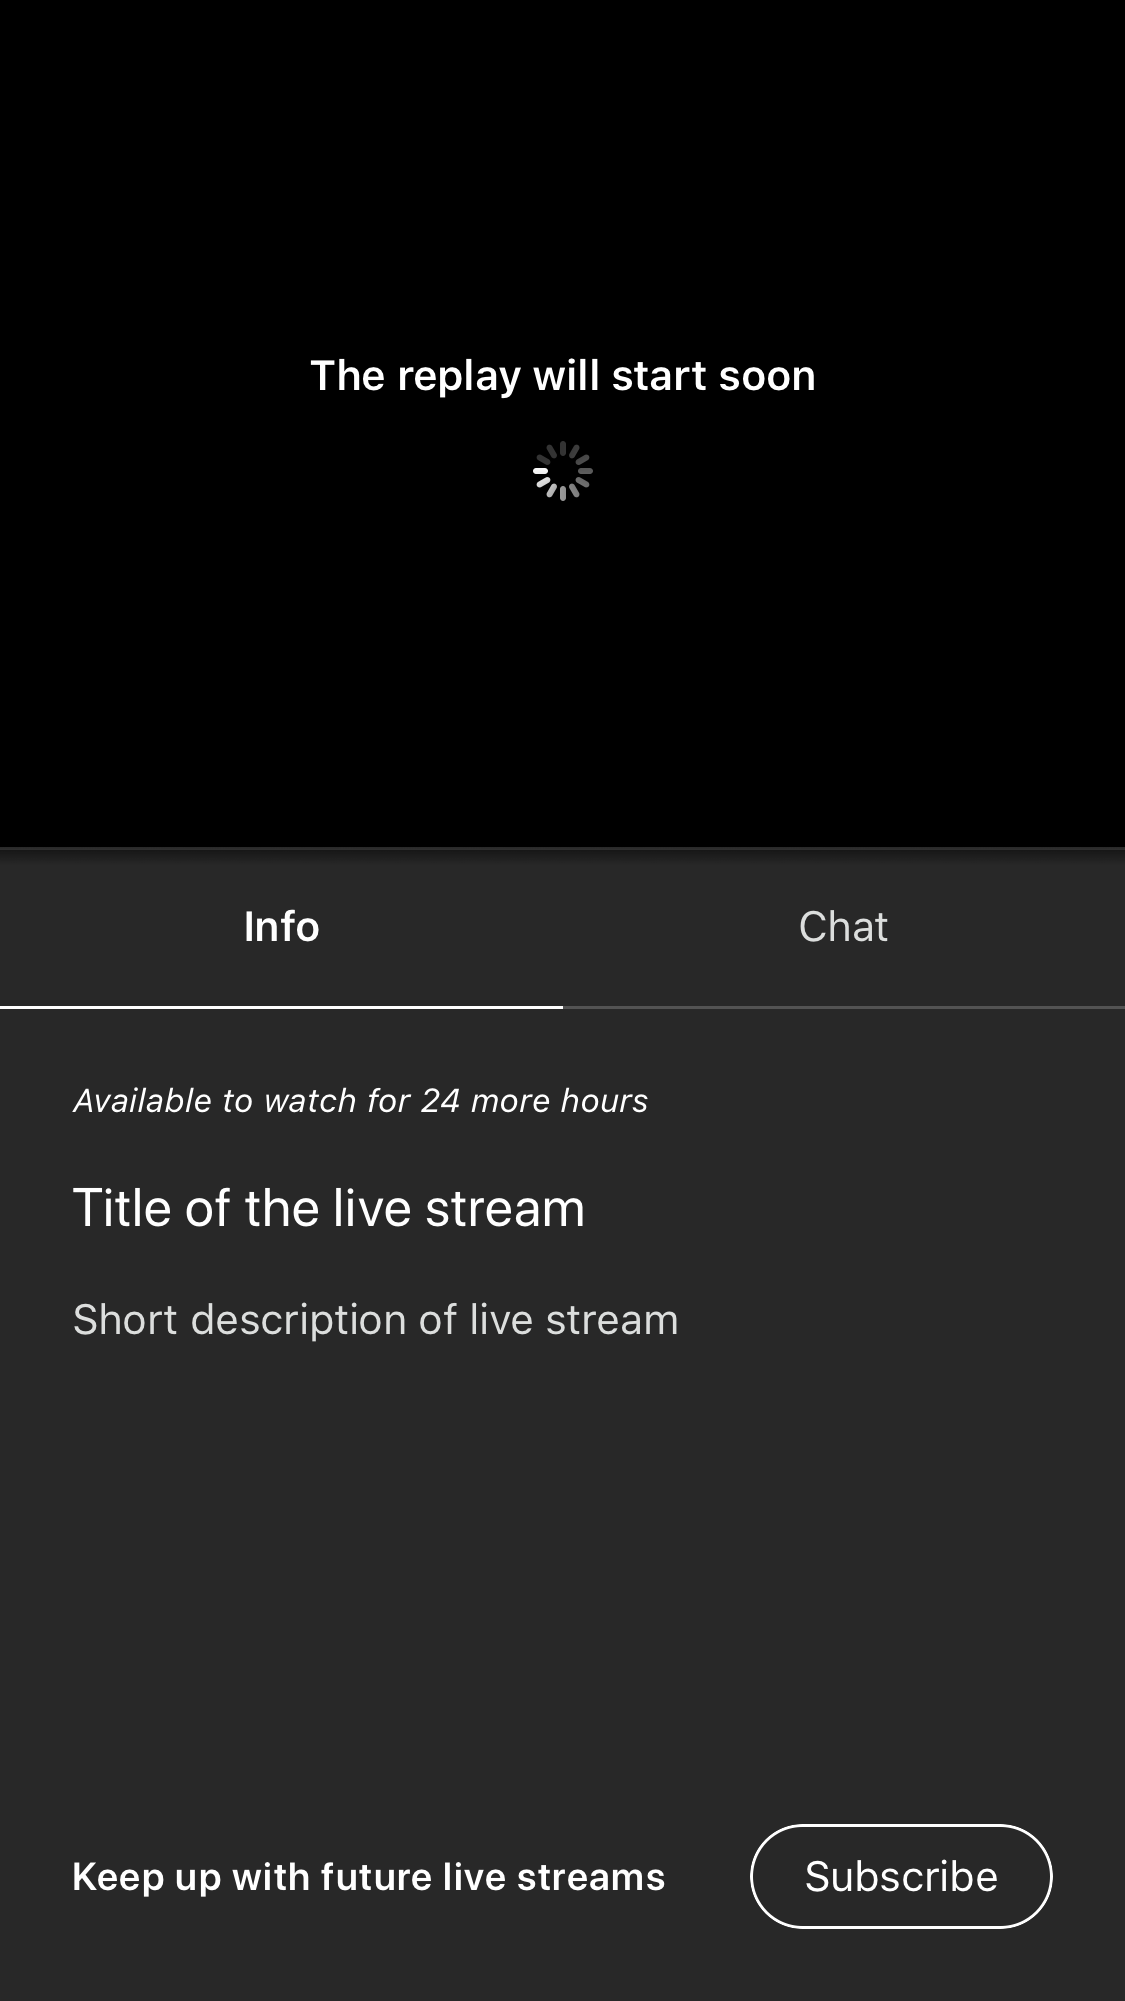 The replay will start soon
Info
Chat
Available to watch for 24 more hours
Title of the live stream
Short description of live stream
Keep up with future live streams
Subscribe